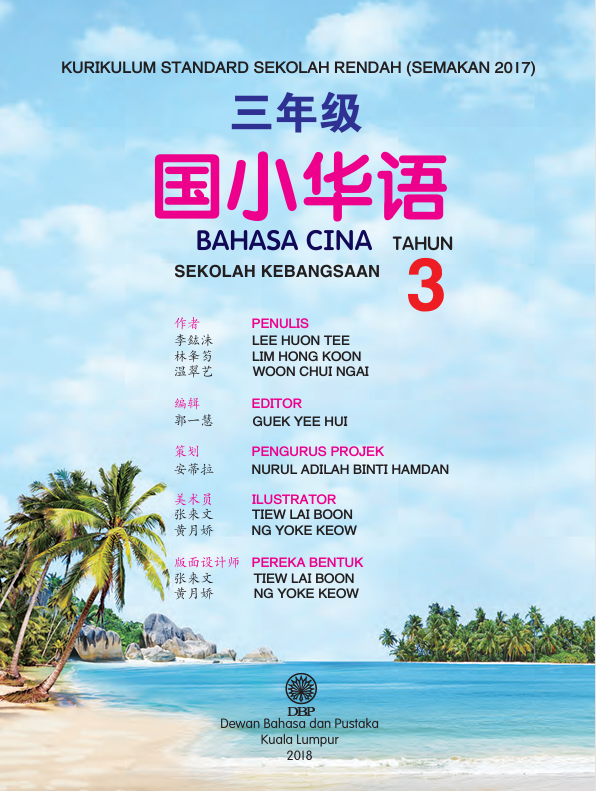 KURIKULUM STANDARD SEKOLAH RENDAH (SEMAKAN 2017)
三年级
国小华语
BAHASA CINA TAHUN
SEKOLAH KEBANGSAAN 3
作者 PENULIS
李鈜洙 LEE HUON TEE
林夆芶 LIM HONG KOON
温翠艺 WOON CHUI NGAI
编辑 EDITOR
郭一慧 GUEK YEE HUI
策划 PENGURUS PROJEK
安蒂拉 NURUL ADILAH BINTI HAMDAN
美术员 ILUSTRATOR
张来文 TIEW LAI BOON
黄月娇 NG YOKE KEOW
版面设计师 PEREKA BENTUK
张来文 TIEW LAI BOON
黄月娇 NG YOKE KEOW
DBP
Dewan Bahasa dan Pustaka
Kuala Lumpur
2018